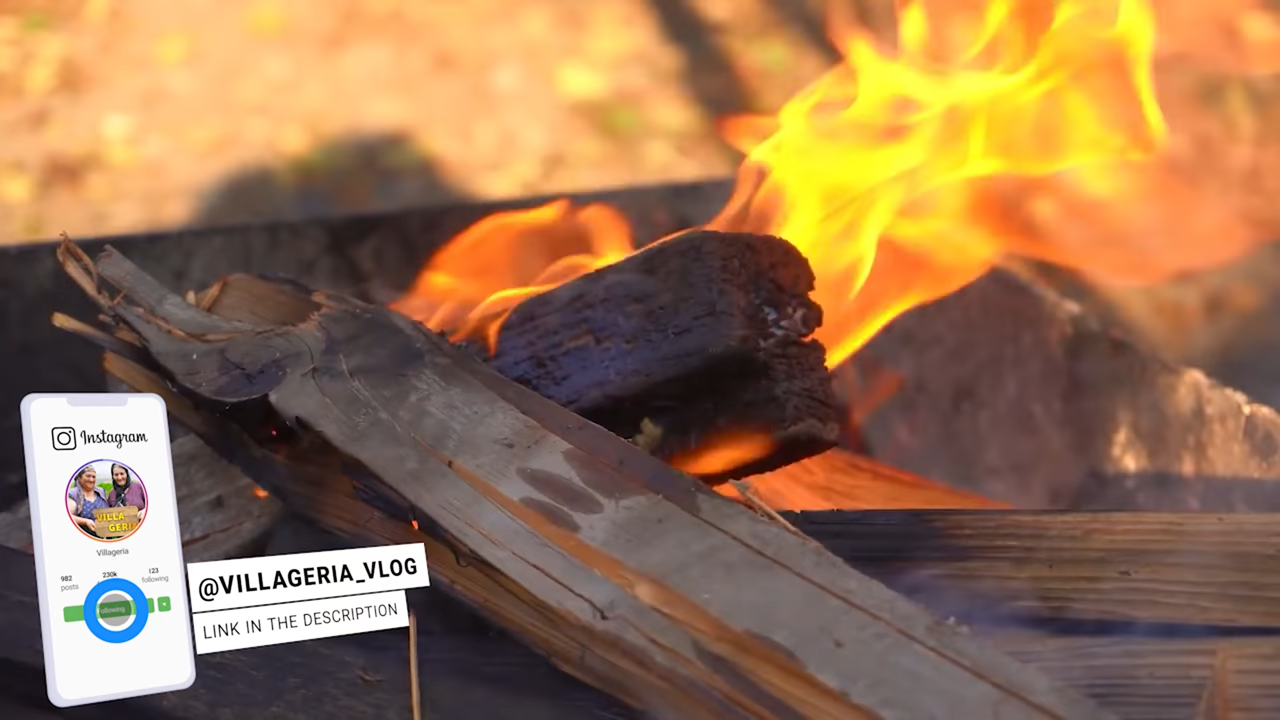 Instagram
VILLA
GERIA
Villageria
982 230k 123
posts following
Following
@VILLAGERIA_VLOG
LINK IN THE DESCRIPTION